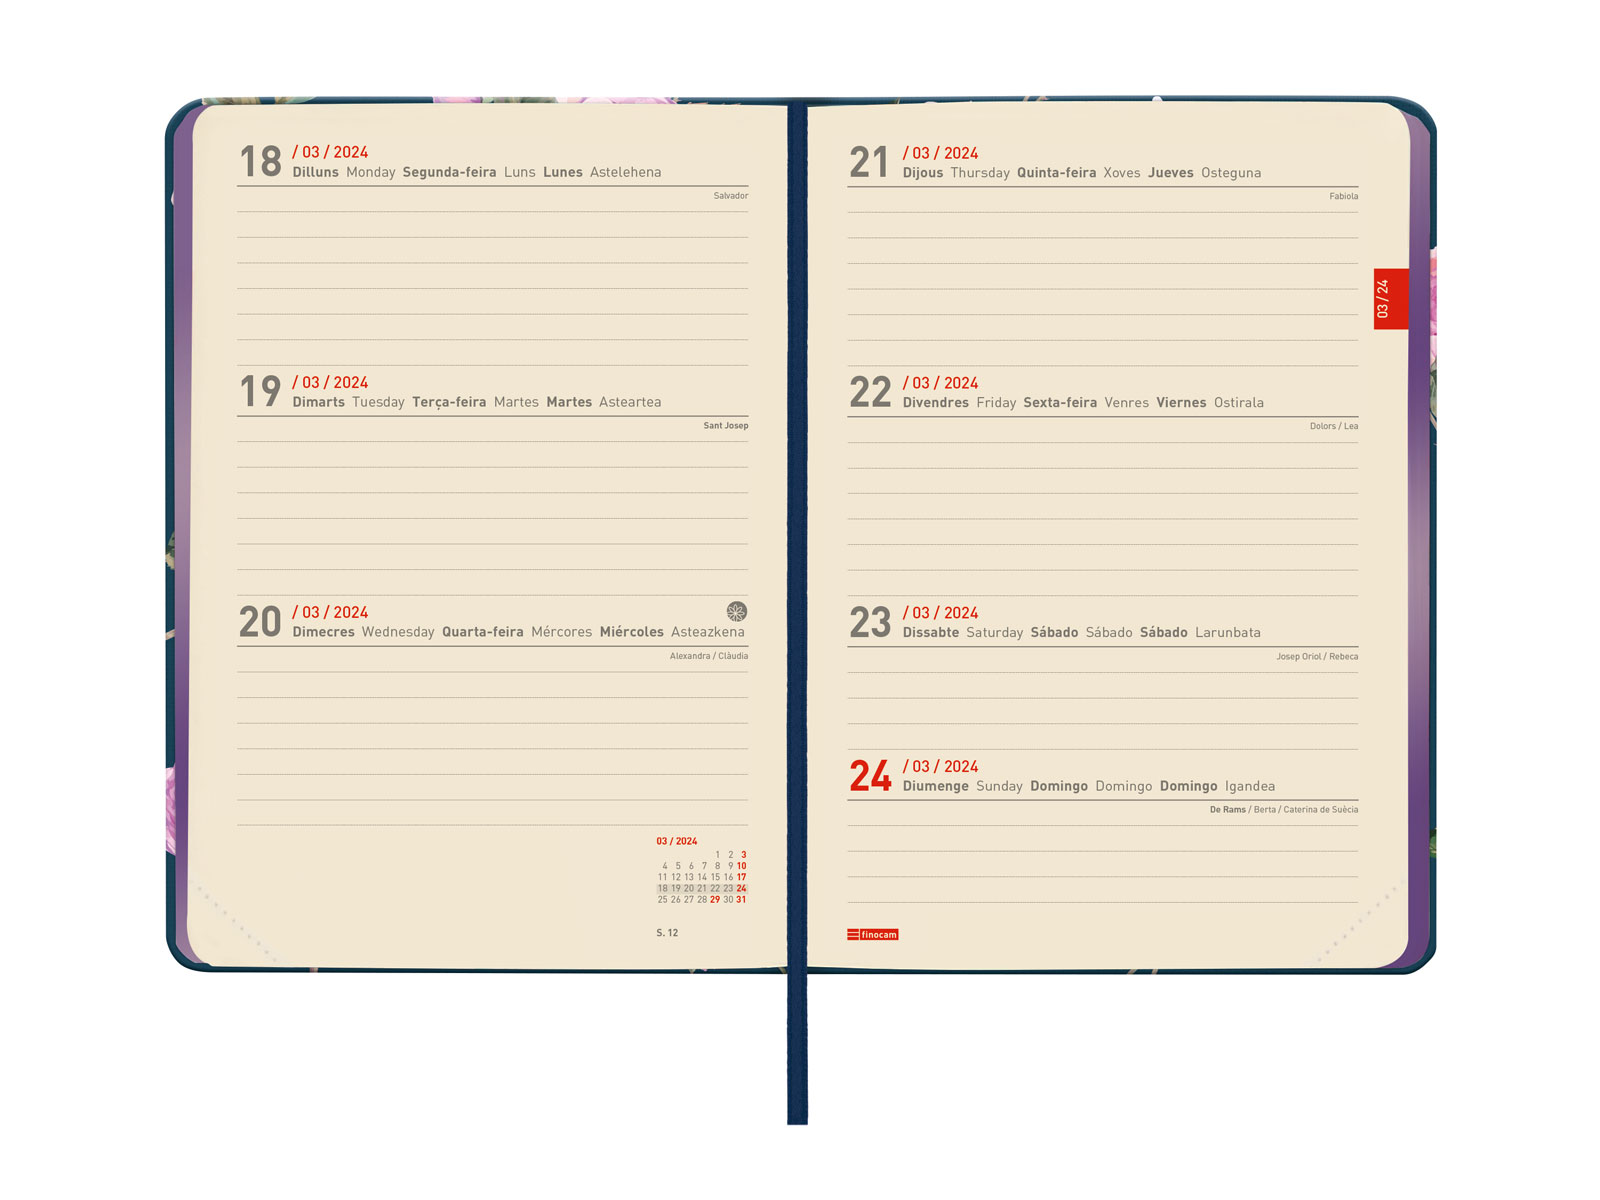 18 / 03 / 2024
Dilluns Monday Segunda-feira Luns Lunes Astelehena
Salvador
19 / 03 / 2024
Dimarts Tuesday Terça-feira Martes Martes Asteartea
Sant Josep
20 / 03 / 2024
Dimecres Wednesday Quarta-feira Mércores Miércoles Asteazkena
Alexandra / Clàudia
03 / 2024
1 2 3
4 5 6 7 8 9 10
11 12 13 14 15 16 17
18 19 20 21 22 23 24
25 26 27 28 29 30 31
S. 12
21 / 03 / 2024
Dijous Thursday Quinta-feira Xoves Jueves Osteguna
Fabiola
03 / 24
22 / 03 / 2024
Divendres Friday Sexta-feira Venres Viernes Ostirala
Dolors / Lea
23 / 03 / 2024
Dissabte Saturday Sábado Sábado Sábado Larunbata
Josep Oriol / Rebeca
24 / 03 / 2024
Diumenge Sunday Domingo Domingo Domingo Igandea
De Rams / Berta / Caterina de Suècia
finocam